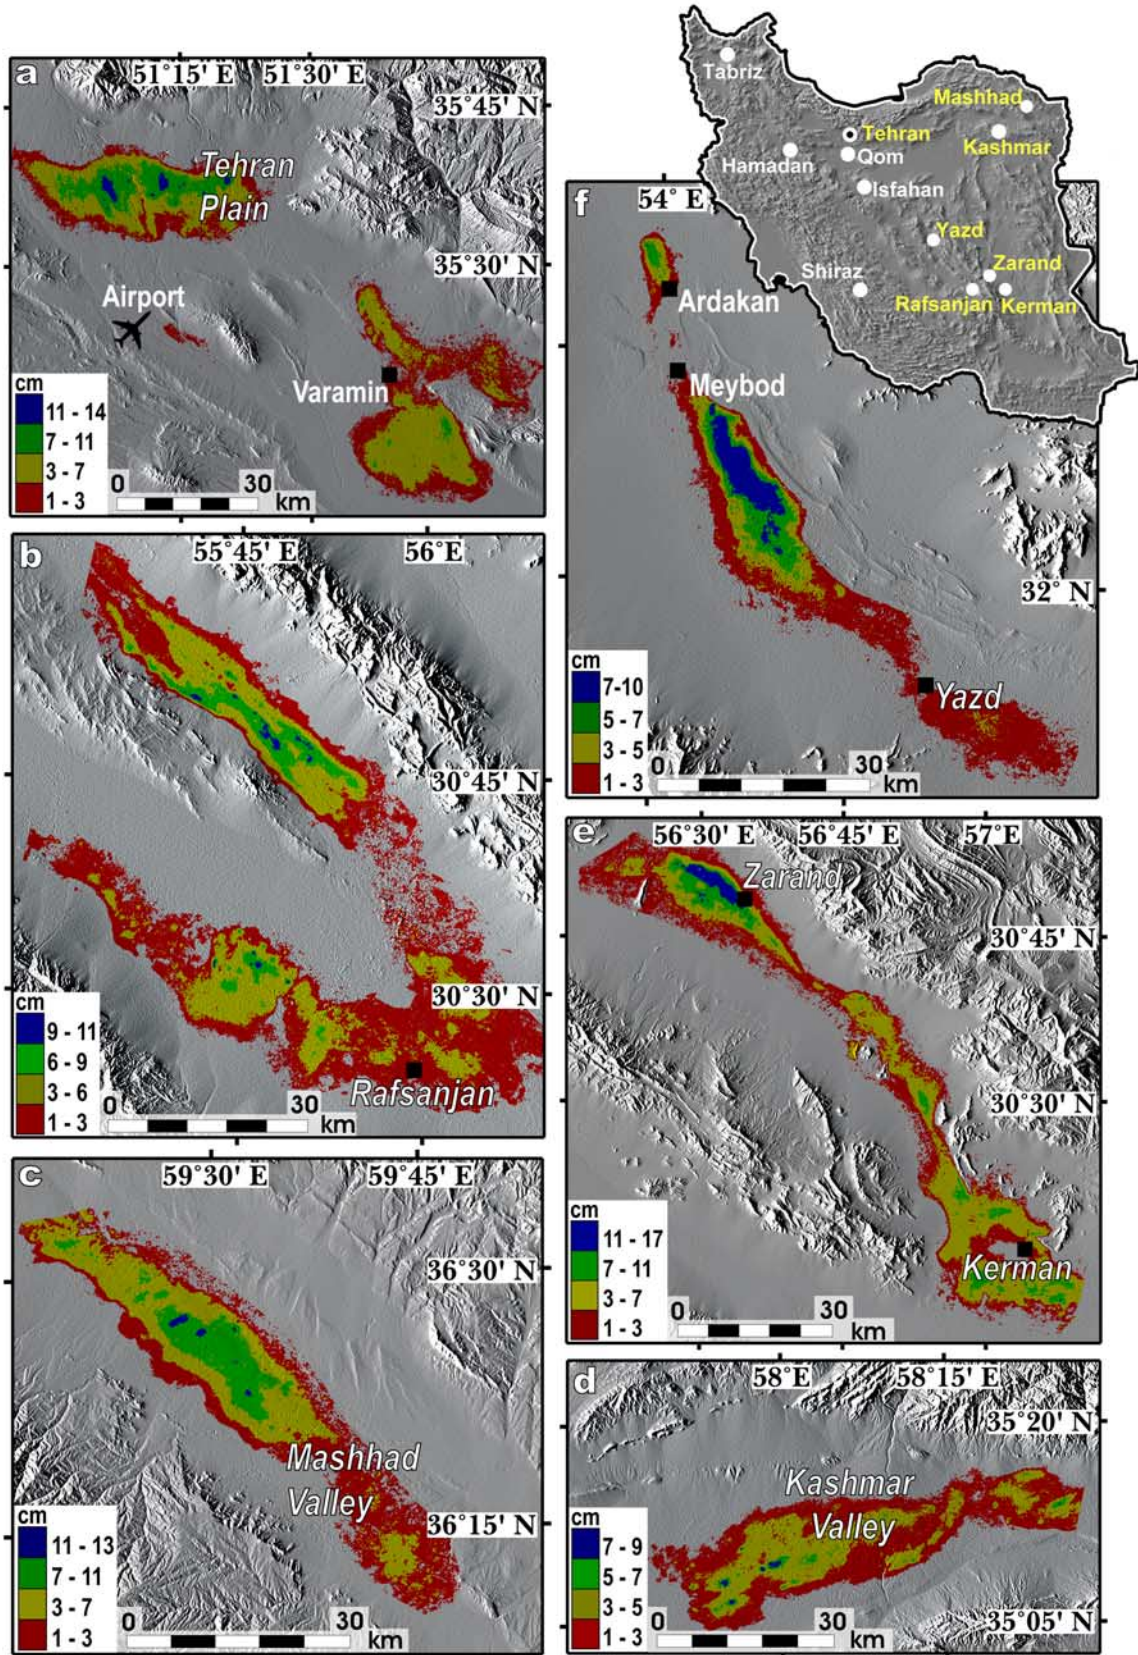 a
51°15' E
51°30' E
35°45' N
Tehran
Plain
35°30' N
Airport
Varamin
cm
11 - 14
7 - 11
3 - 7
1 - 3
0
30
km
b
55°45' E
56°E
30°45' N
30°30' N
cm
9 - 11
6 - 9
3 - 6
1 - 3
Rafsanjan
0
30
km
c
59°30' E
59°45' E
36°30' N
Mashhad
Valley
36°15' N
cm
11 - 13
7 - 11
3 - 7
1 - 3
0
30
km
Tabriz
Mashhad
Tehran
Kashmar
Hamadan
Qom
Isfahan
Yazd
Zarand
Shiraz
Rafsanjan
Kerman
f
54° E
Ardakan
Meybod
32° N
cm
7-10
5 - 7
3 - 5
1 - 3
Yazd
0
30
km
e
56°30' E
56°45' E
57°E
Zarand
30°45' N
30°30' N
cm
11 - 17
7 - 11
3 - 7
1 - 3
Kerman
0
30
km
d
58°E
58°15' E
35°20' N
Kashmar
Valley
cm
7 - 9
5 - 7
3 - 5
1 - 3
0
30
km
35°05' N